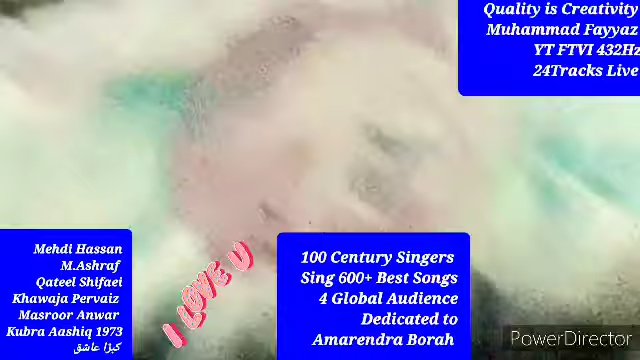 Quality is Creativity
Muhammad Fayyaz
YT FTVI 432Hz
24Tracks Live
Mehdi Hassan
M.Ashraf
Qateel Shifaei
Khawaja Pervaiz
Masroor Anwar
Kubra Aashiq 1973
کبڑا عاشق
I LOVE U
100 Century Singers
Sing 600+ Best Songs
4 Global Audience
Dedicated to
Amarendra Borah
PowerDirector